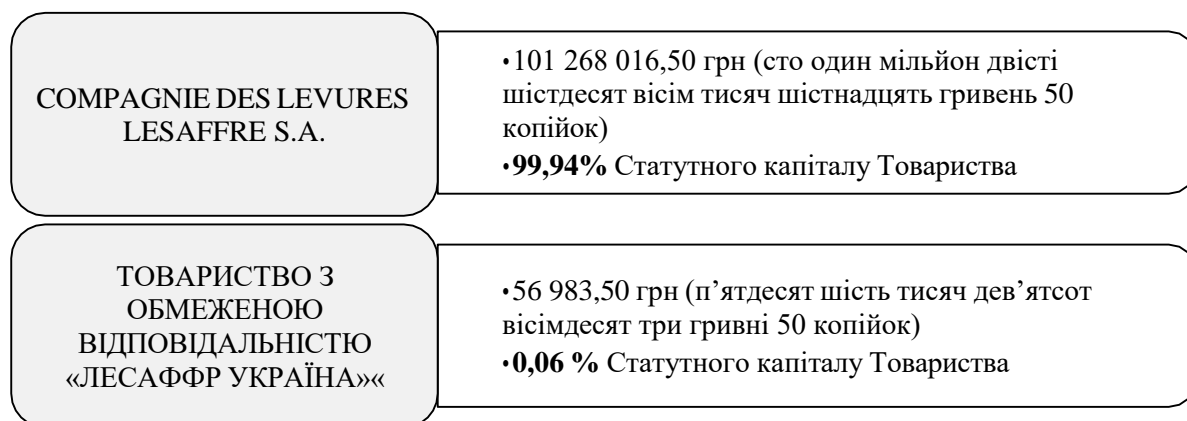 COMPAGNIE DES LEVURES
LESAFFRE S.A.
•101 268 016,50 грн (сто один мільйон двісті
шістдесят вісім тисяч шістнадцять гривень 50
копійок)
•99,94% Статутного капіталу Товариства
ТОВАРИСТВО З
ОБМЕЖЕНОЮ
ВІДПОВІДАЛЬНІСТЮ
«ЛЕСАФФР УКРАЇНА»«
•56 983,50 грн (п’ятдесят шість тисяч дев’ятсот
вісімдесят три гривні 50 копійок)
•0,06 % Статутного капіталу Товариства